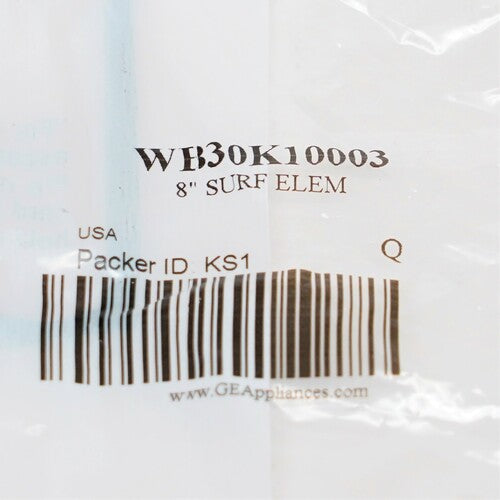 WB30K10003
8" SURF ELEM
USA
Packer ID KS1 Q
www.GEAppliances.com